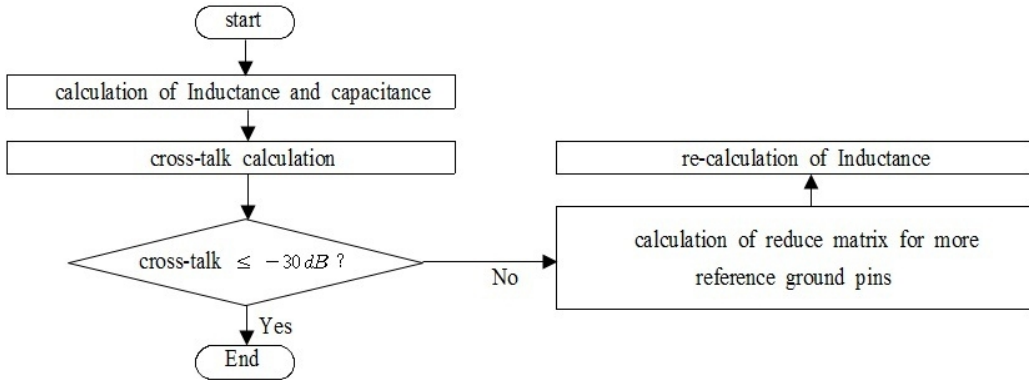 start
calculation of Inductance and capacitance
cross-talk calculation
re-calculation of Inductance
cross-talk ≤ −30 dB ?
No
calculation of reduce matrix for more
reference ground pins
Yes
End